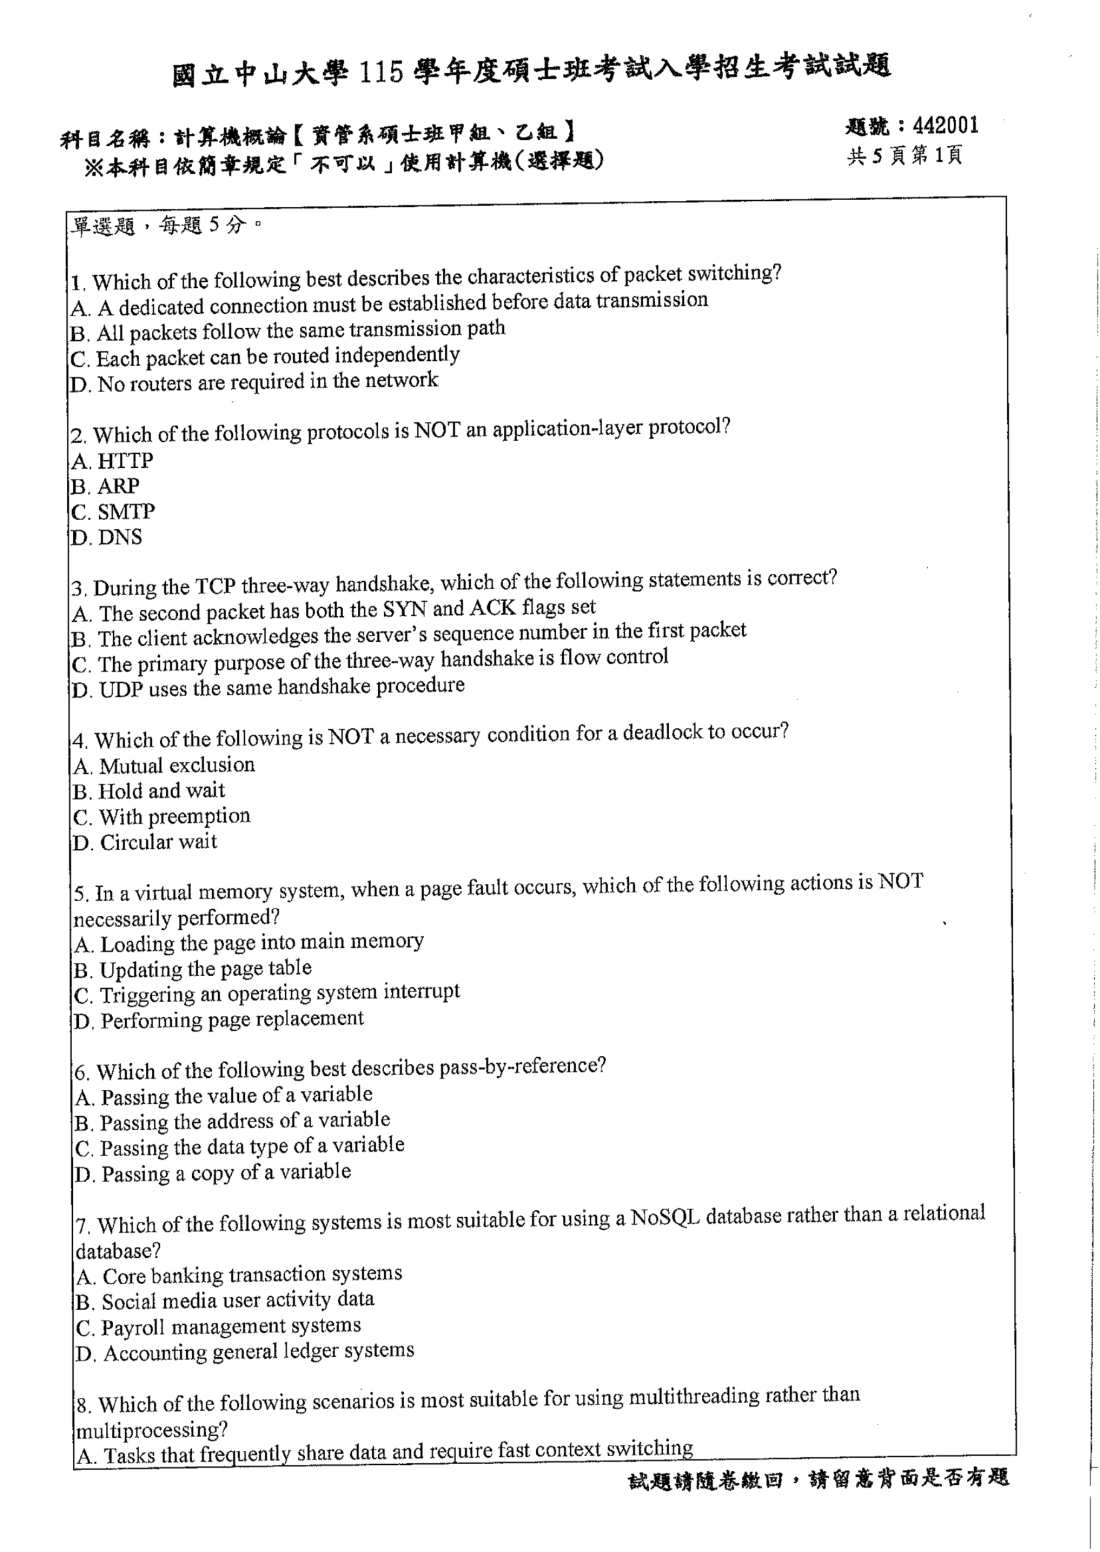 國立中山大學 115 學年度碩士班考試入學招生考試試題
科目名稱：計算機概論【資管系碩士班甲組、乙組】
題號：442001
※本科目依簡章規定「不可以」使用計算機(選擇題)
共 5 頁第 1 頁
單選題，每題 5 分。
1. Which of the following best describes the characteristics of packet switching?
A. A dedicated connection must be established before data transmission
B. All packets follow the same transmission path
C. Each packet can be routed independently
D. No routers are required in the network
2. Which of the following protocols is NOT an application-layer protocol?
A. HTTP
B. ARP
C. SMTP
D. DNS
3. During the TCP three-way handshake, which of the following statements is correct?
A. The second packet has both the SYN and ACK flags set
B. The client acknowledges the server's sequence number in the first packet
C. The primary purpose of the three-way handshake is flow control
D. UDP uses the same handshake procedure
4. Which of the following is NOT a necessary condition for a deadlock to occur?
A. Mutual exclusion
B. Hold and wait
C. With preemption
D. Circular wait
5. In a virtual memory system, when a page fault occurs, which of the following actions is NOT
necessarily performed?
A. Loading the page into main memory
B. Updating the page table
C. Triggering an operating system interrupt
D. Performing page replacement
6. Which of the following best describes pass-by-reference?
A. Passing the value of a variable
B. Passing the address of a variable
C. Passing the data type of a variable
D. Passing a copy of a variable
7. Which of the following systems is most suitable for using a NoSQL database rather than a relational
database?
A. Core banking transaction systems
B. Social media user activity data
C. Payroll management systems
D. Accounting general ledger systems
8. Which of the following scenarios is most suitable for using multithreading rather than
multiprocessing?
A. Tasks that frequently share data and require fast context switching
試題請隨卷繳回，請留意背面是否有題